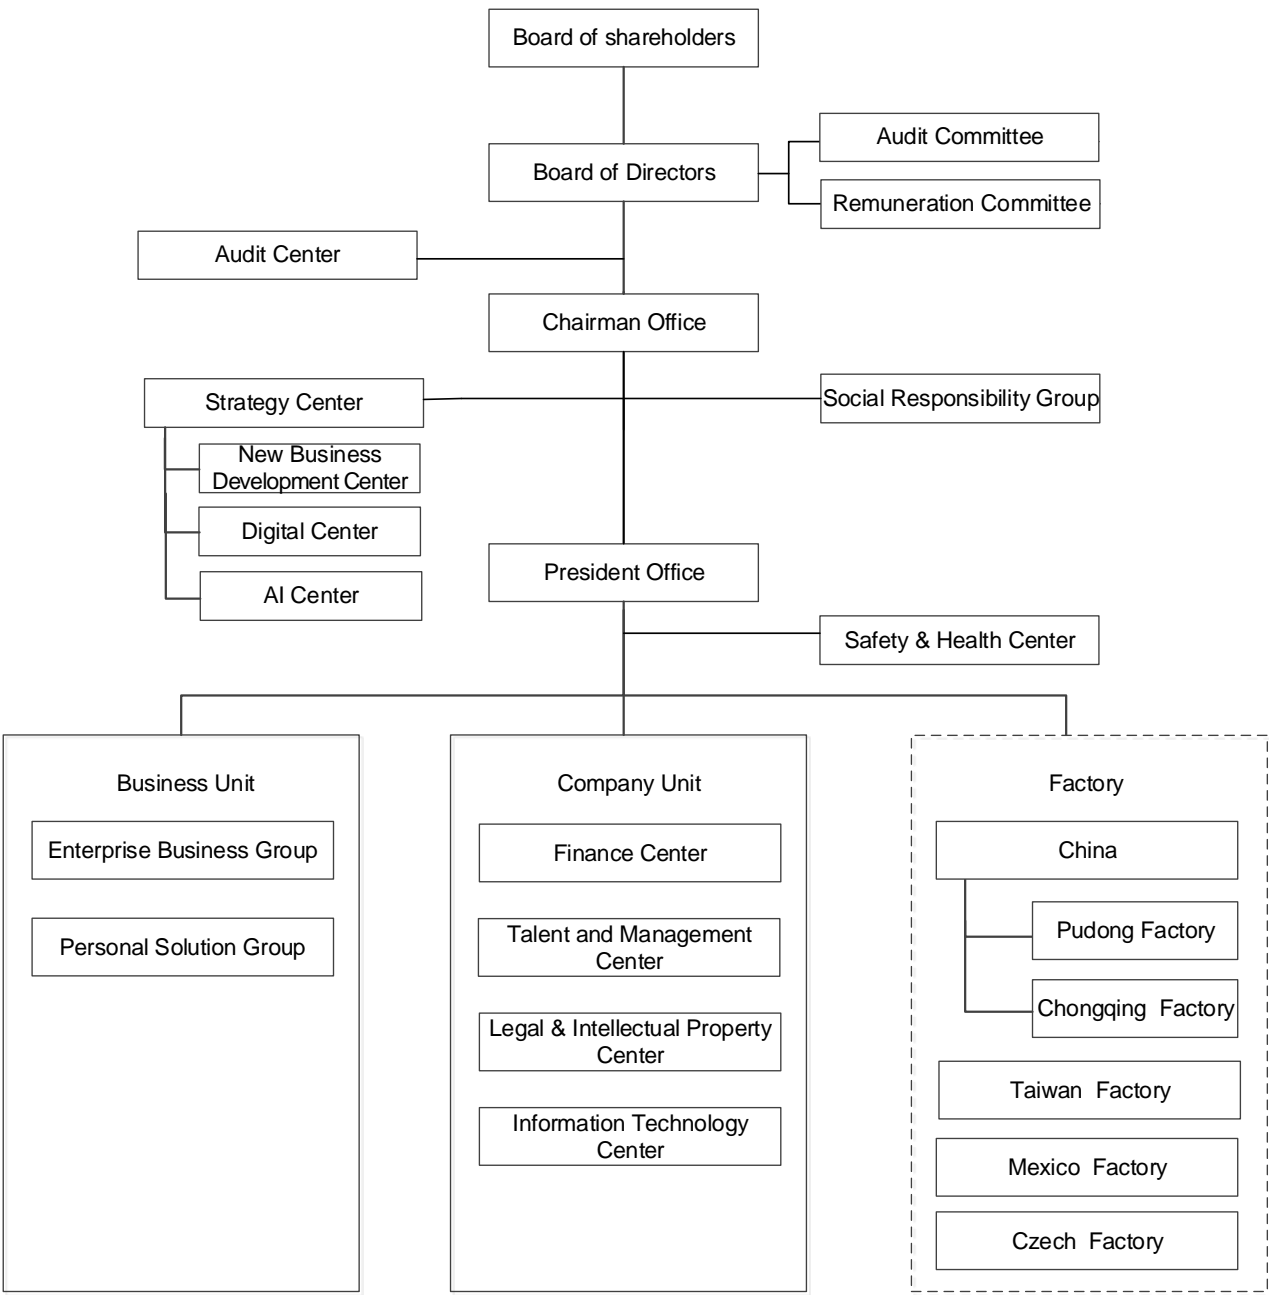 Board of shareholders
Audit Committee
Board of Directors
Remuneration Committee
Audit Center
Chairman Office
Strategy Center
Social Responsibility Group
New Business
Development Center
Digital Center
President Office
AI Center
Safety & Health Center
Business Unit
Enterprise Business Group
Personal Solution Group
Company Unit
Finance Center
Talent and Management
Center
Legal & Intellectual Property
Center
Information Technology
Center
Factory
China
Pudong Factory
Chongqing Factory
Taiwan Factory
Mexico Factory
Czech Factory